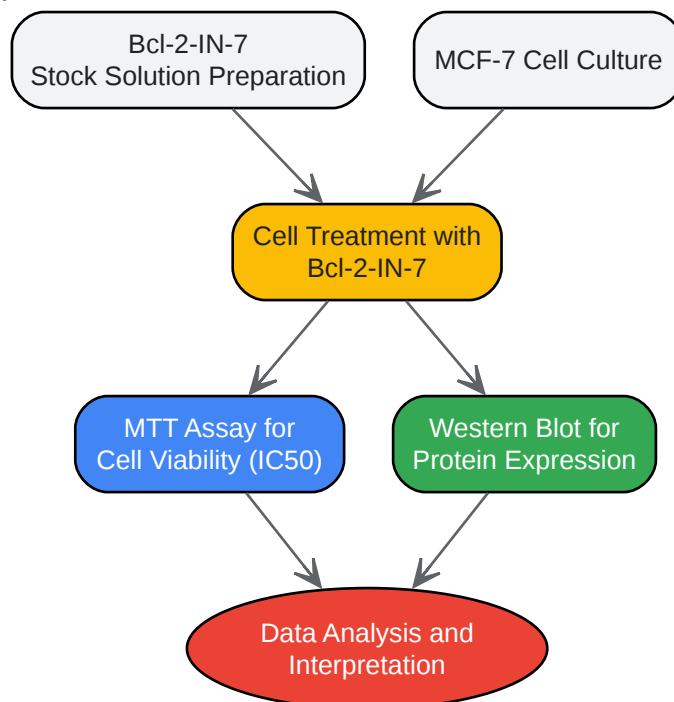 Bcl-2-IN-7
Stock Solution Preparation
MCF-7 Cell Culture
Cell Treatment with
Bcl-2-IN-7
MTT Assay for
Cell Viability (IC50)
Western Blot for
Protein Expression
Data Analysis and
Interpretation